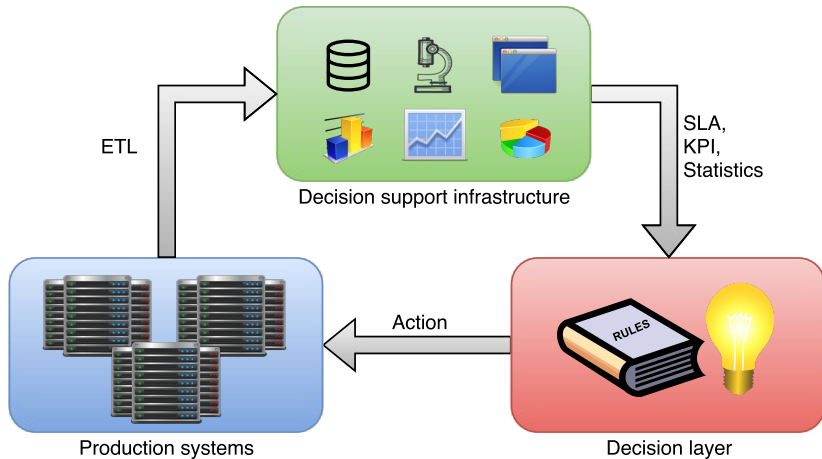 ETL
SLA,
KPI,
Statistics
Decision support infrastructure
Action
RULES
Production systems
Decision layer